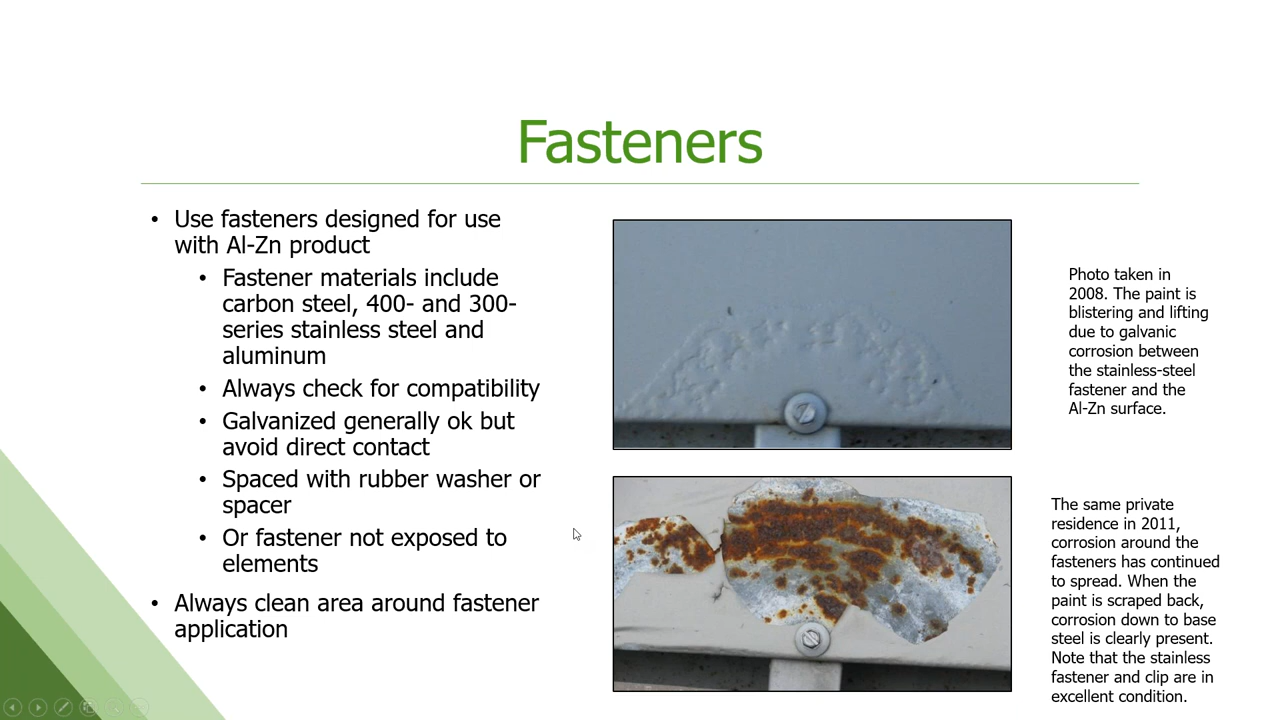 Fasteners
• Use fasteners designed for use
with Al-Zn product
• Fastener materials include
carbon steel, 400- and 300-
series stainless steel and
aluminum
• Always check for compatibility
• Galvanized generally ok but
avoid direct contact
• Spaced with rubber washer or
spacer
• Or fastener not exposed to
elements
• Always clean area around fastener
application
Photo taken in
2008. The paint is
blistering and lifting
due to galvanic
corrosion between
the stainless-steel
fastener and the
Al-Zn surface.
The same private
residence in 2011,
corrosion around the
fasteners has continued
to spread. When the
paint is scraped back,
corrosion down to base
steel is clearly present.
Note that the stainless
fastener and clip are in
excellent condition.